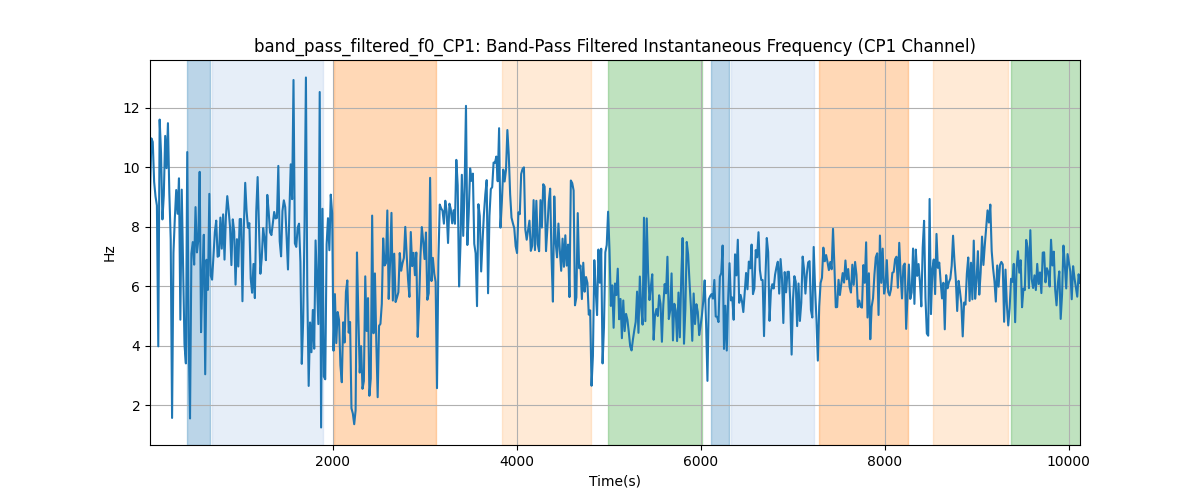 band_pass_filtered_f0_CP1: Band-Pass Filtered Instantaneous Frequency (CP1 Channel)
12
10
8
6
4
2
Hz
2000 4000 6000 8000 10000
Time(s)